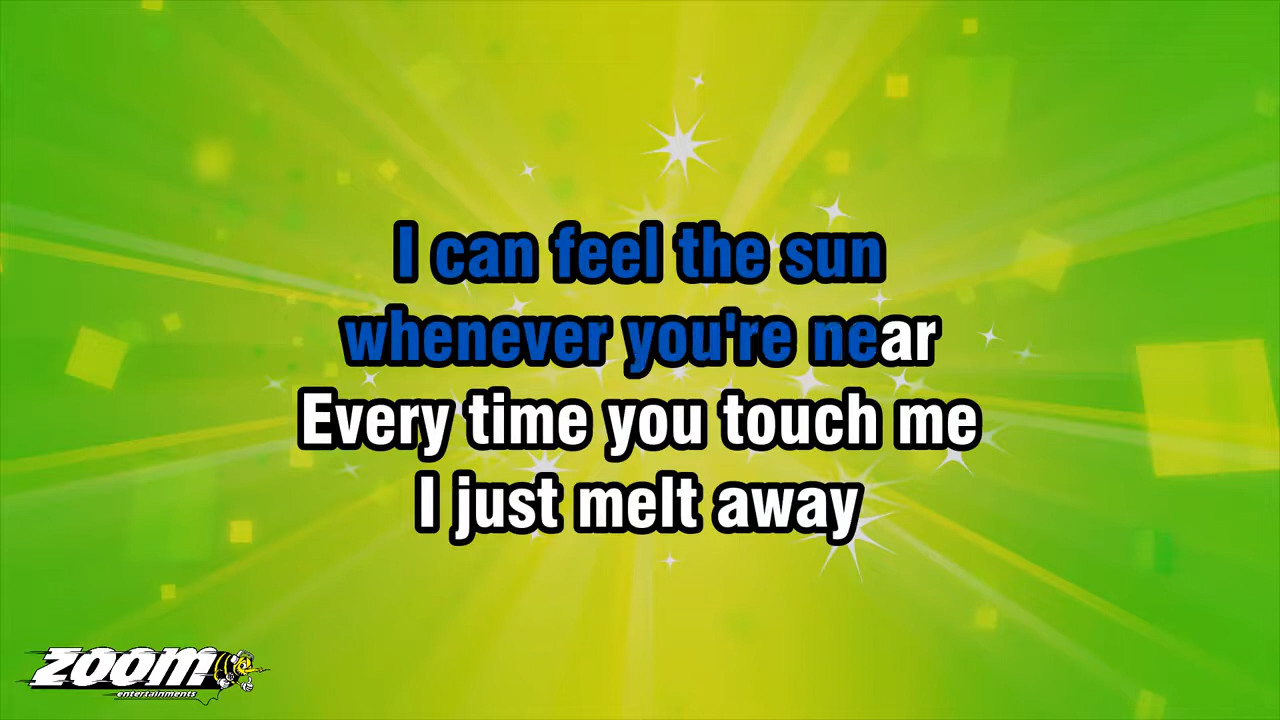 I can feel the sun
whenever you're near
Every time you touch me
I just melt away
ZOOM
entertainments